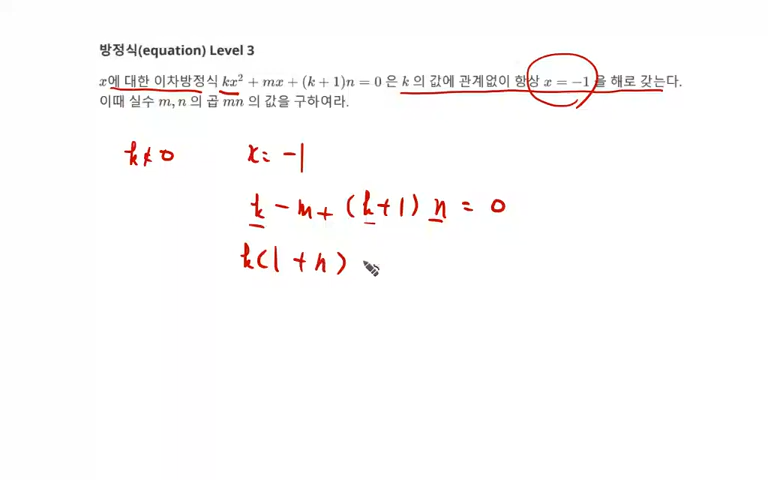 방정식(equation) Level 3
x에 대한 이차방정식 kx² + mx + (k + 1)n = 0 은 k 의 값에 관계없이 항상 x = −1 을 해로 갖는다.
이때 실수 m, n 의 곱 mn 의 값을 구하여라.
k ≠ 0 x = −1
k − m + (k + 1) n = 0
k(1 + n)